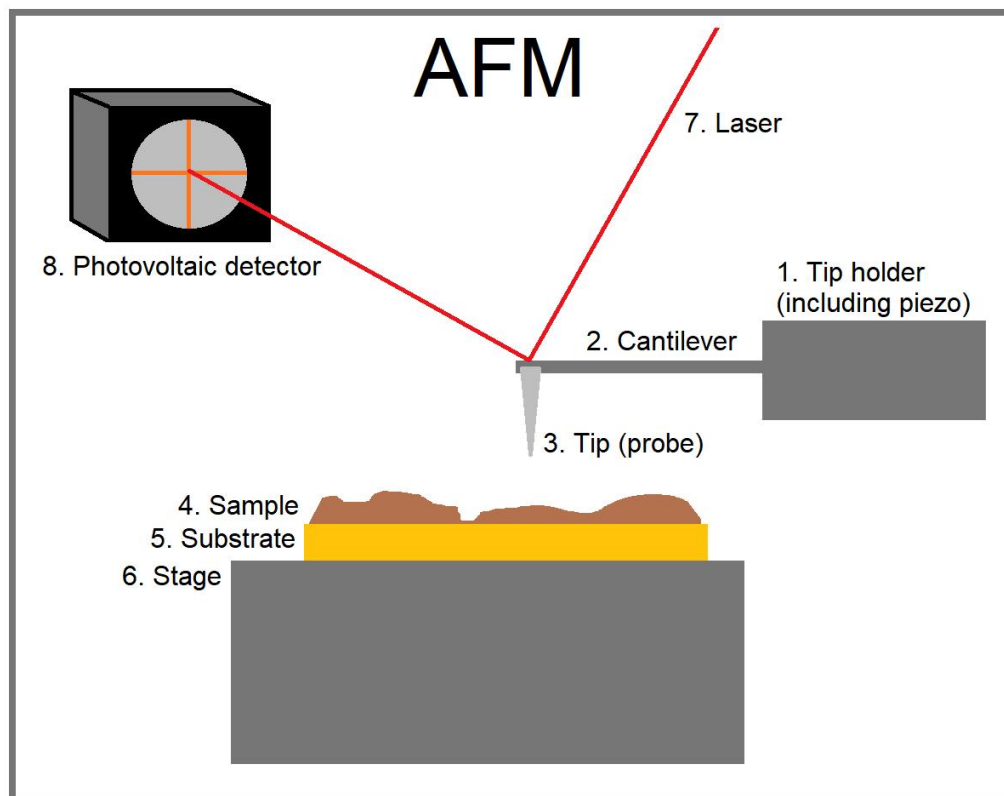 AFM
7. Laser
8. Photovoltaic detector
1. Tip holder
(including piezo)
2. Cantilever
3. Tip (probe)
4. Sample
5. Substrate
6. Stage